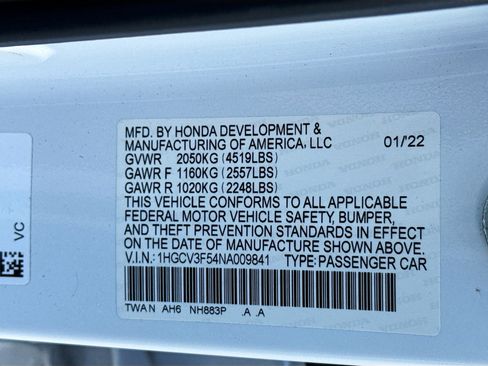 MFD. BY HONDA DEVELOPMENT &
MANUFACTURING OF AMERICA, LLC 01/'22
GVWR 2050KG (4519LBS)
GAWR F 1160KG (2557LBS)
GAWR R 1020KG (2248LBS)
THIS VEHICLE CONFORMS TO ALL APPLICABLE
FEDERAL MOTOR VEHICLE SAFETY, BUMPER,
AND THEFT PREVENTION STANDARDS IN EFFECT
ON THE DATE OF MANUFACTURE SHOWN ABOVE.
V.I.N.: 1HGCV3F54NA009841 TYPE: PASSENGER CAR
TWA N AH6 NH883P .A .A
VC